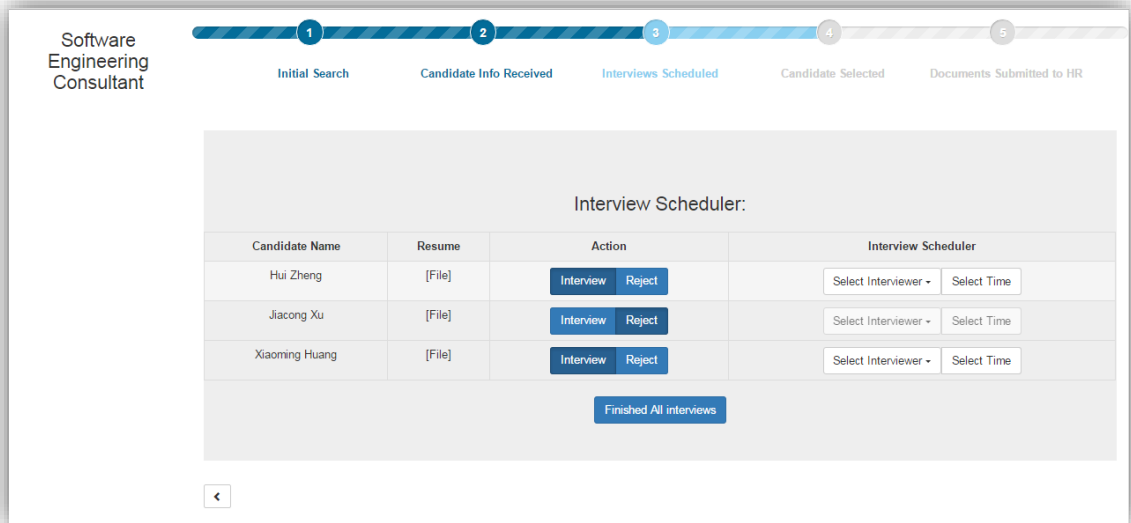 Software
Engineering
Consultant
1 2 3 4 5
Initial Search Candidate Info Received Interviews Scheduled Candidate Selected Documents Submitted to HR
Interview Scheduler:
Candidate Name Resume Action Interview Scheduler
Hui Zheng [File] Interview Reject Select Interviewer Select Time
Jiacong Xu [File] Interview Reject Select Interviewer Select Time
Xiaoming Huang [File] Interview Reject Select Interviewer Select Time
Finished All interviews